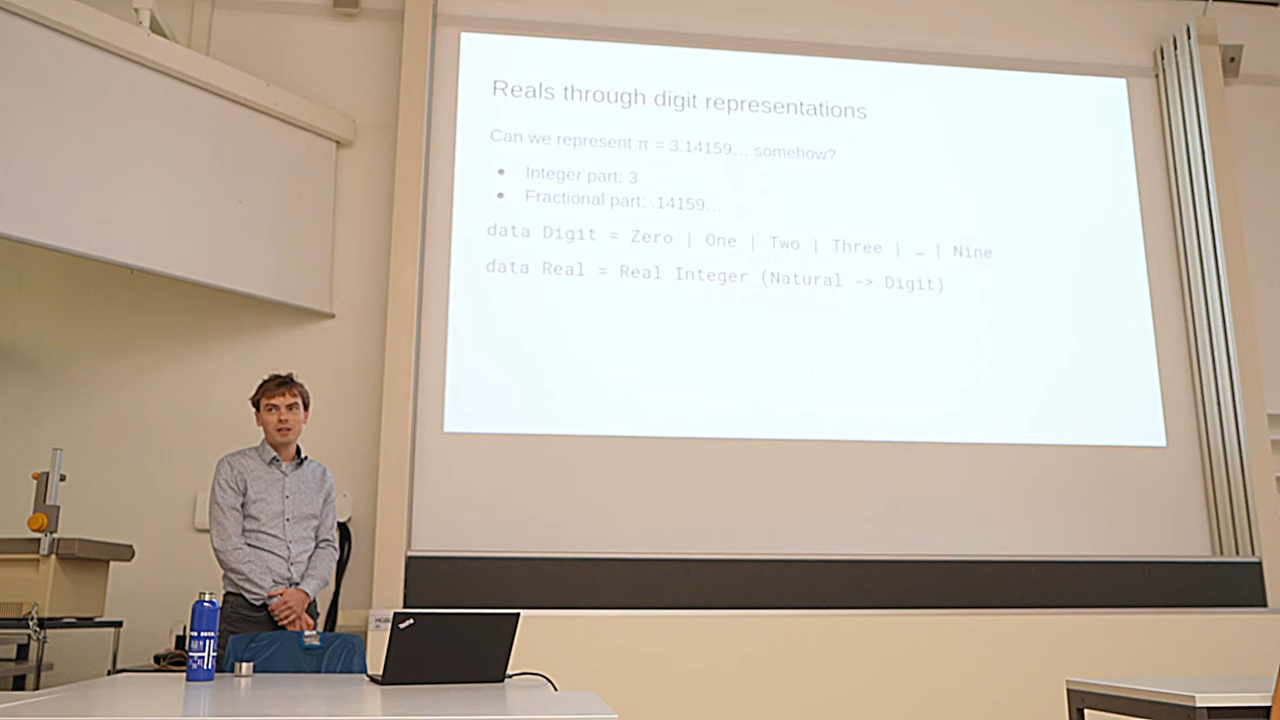 Reals through digit representations
Can we represent π = 3.14159… somehow?
• Integer part: 3
• Fractional part: .14159…
data Digit = Zero | One | Two | Three | … | Nine
data Real = Real Integer (Natural -> Digit)
ThinkPad